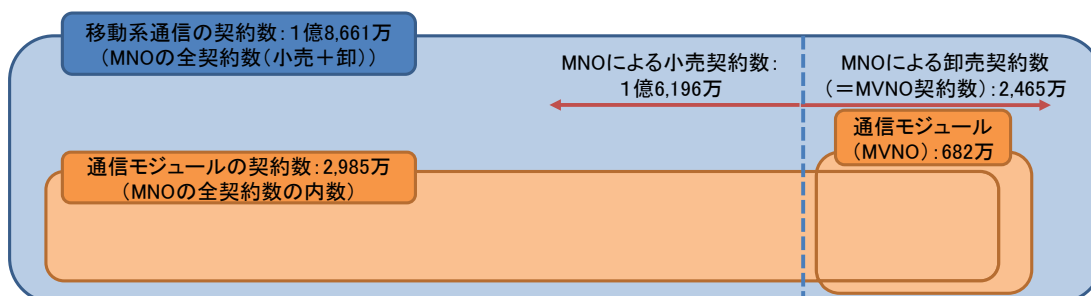 移動系通信の契約数:1億8,661万
(MNOの全契約数(小売+卸))
MNOによる小売契約数:
1億6,196万
MNOによる卸売契約数
(=MVNO契約数):2,465万
通信モジュール
(MVNO):682万
通信モジュールの契約数:2,985万
(MNOの全契約数の内数)